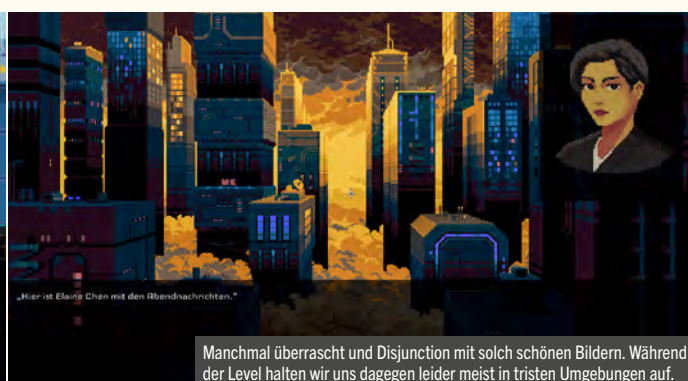 „Hier ist Elaine Chen mit den Abendnachrichten."
Manchmal überrascht und Disjunction mit solch schönen Bildern. Während
der Level halten wir uns dagegen leider meist in tristen Umgebungen auf.